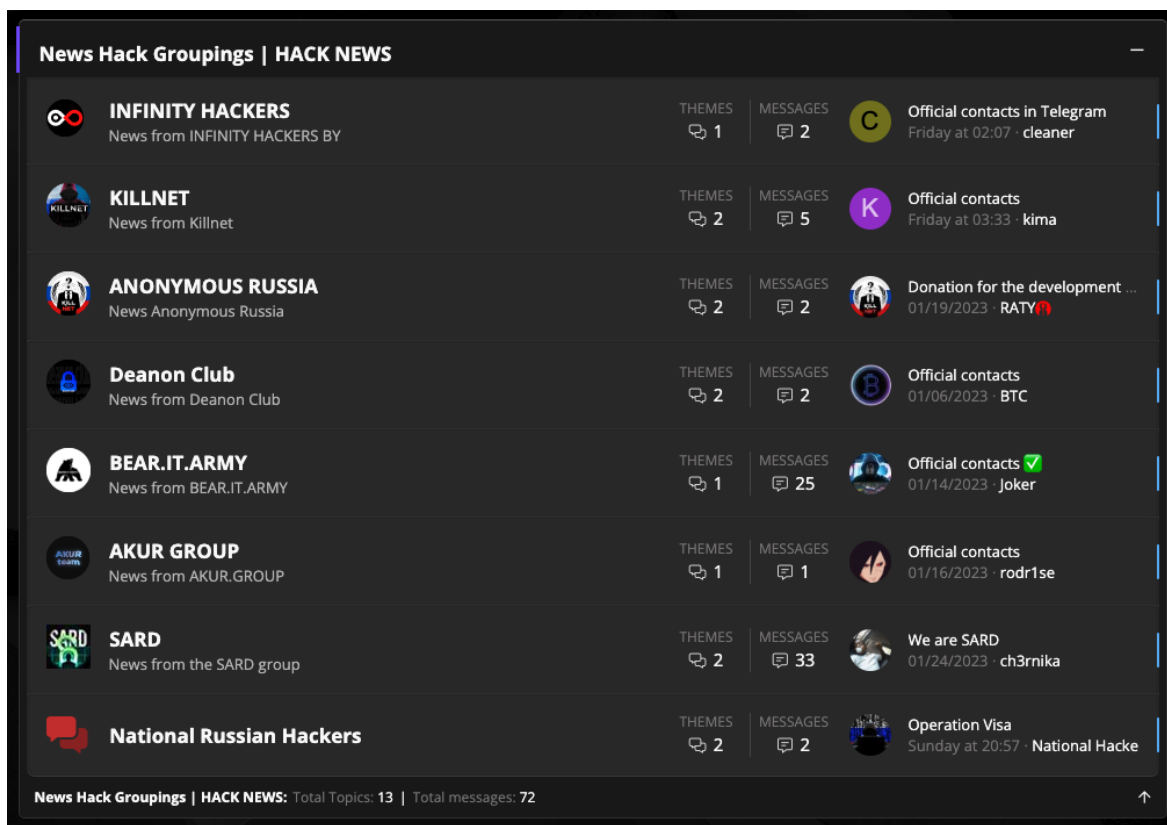 News Hack Groupings | HACK NEWS
INFINITY HACKERS
News from INFINITY HACKERS BY
THEMES
1
MESSAGES
2
C
Official contacts in Telegram
Friday at 02:07 · cleaner
KILLNET
KILLNET
News from Killnet
THEMES
2
MESSAGES
5
K
Official contacts
Friday at 03:33 · kima
ANONYMOUS RUSSIA
News Anonymous Russia
THEMES
2
MESSAGES
2
Donation for the development ...
01/19/2023 · RATY
Deanon Club
News from Deanon Club
THEMES
2
MESSAGES
2
Official contacts
01/06/2023 · BTC
BEAR.IT.ARMY
News from BEAR.IT.ARMY
THEMES
1
MESSAGES
25
Official contacts ✅
01/14/2023 · Joker
AKUR
team
AKUR GROUP
News from AKUR.GROUP
THEMES
1
MESSAGES
1
Official contacts
01/16/2023 · rodr1se
SARD
SARD
News from the SARD group
THEMES
2
MESSAGES
33
We are SARD
01/24/2023 · ch3rnika
National Russian Hackers
THEMES
2
MESSAGES
2
Operation Visa
Sunday at 20:57 · National Hacke
News Hack Groupings | HACK NEWS: Total Topics: 13 | Total messages: 72